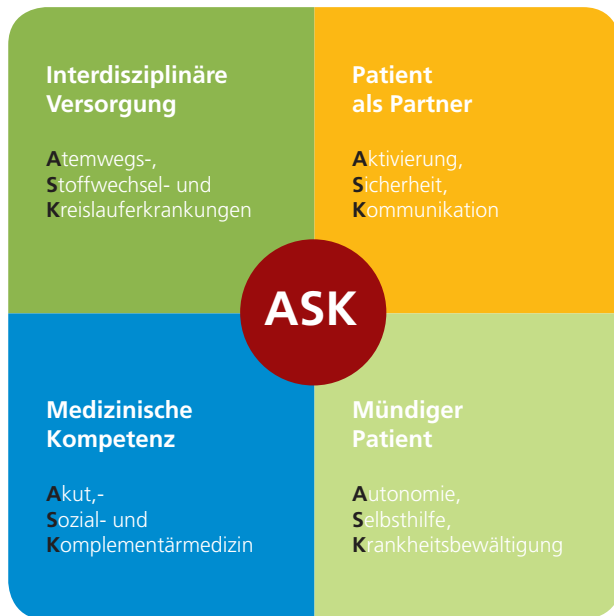 Interdisziplinäre
Versorgung
Atemwegs-,
Stoffwechsel- und
Kreislauferkrankungen
Patient
als Partner
Aktivierung,
Sicherheit,
Kommunikation
ASK
Medizinische
Kompetenz
Akut,-
Sozial- und
Komplementärmedizin
Mündiger
Patient
Autonomie,
Selbsthilfe,
Krankheitsbewältigung